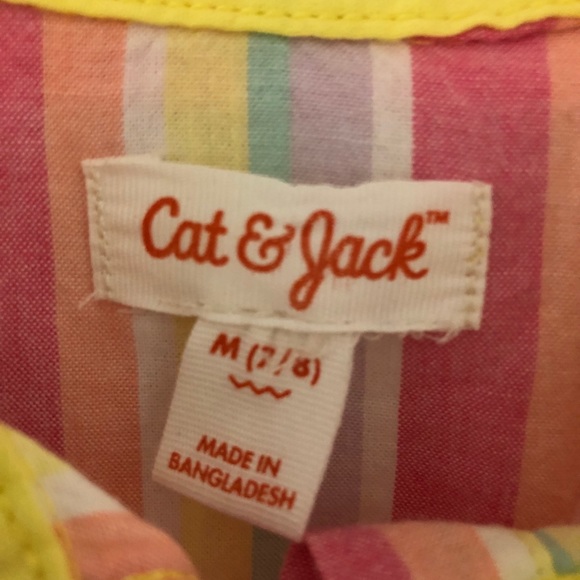 Cat & Jack™
M (7/8)
MADE IN
BANGLADESH